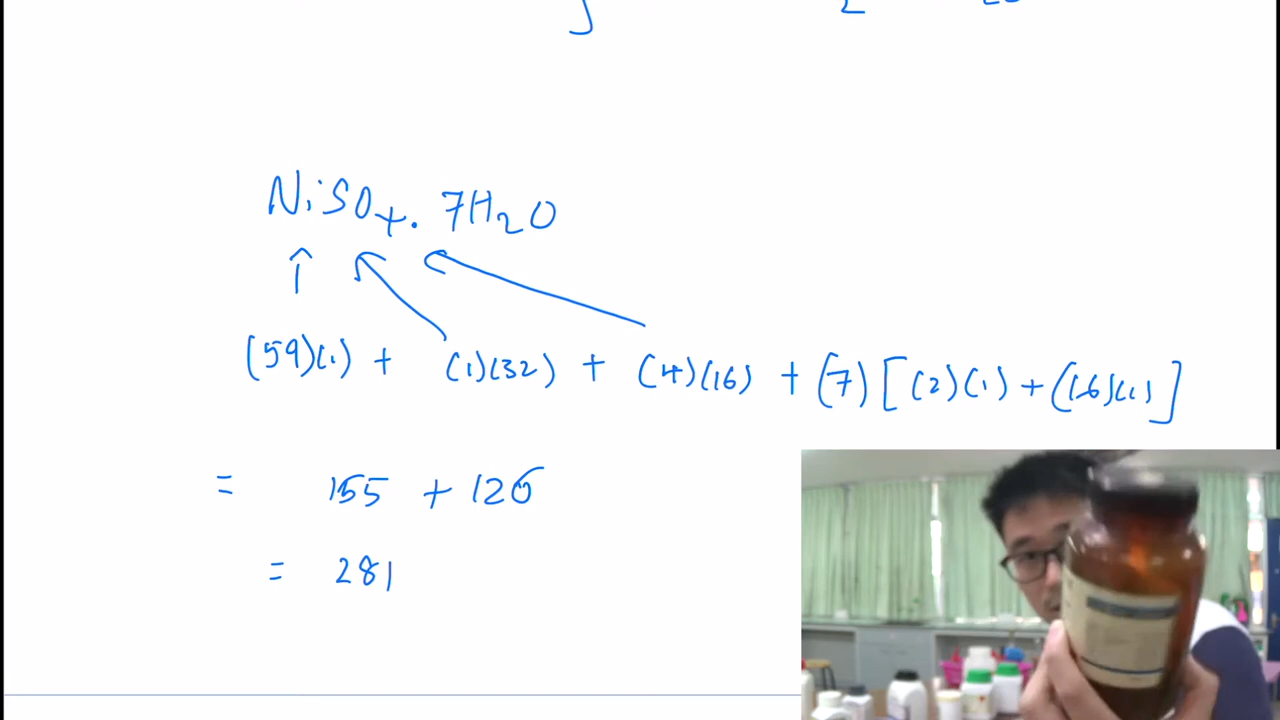 NiSO4. 7H2O
(59)(1) + (1)(32) + (4)(16) + (7)[(2)(1) + (16)(1)]
= 155 + 126
= 281